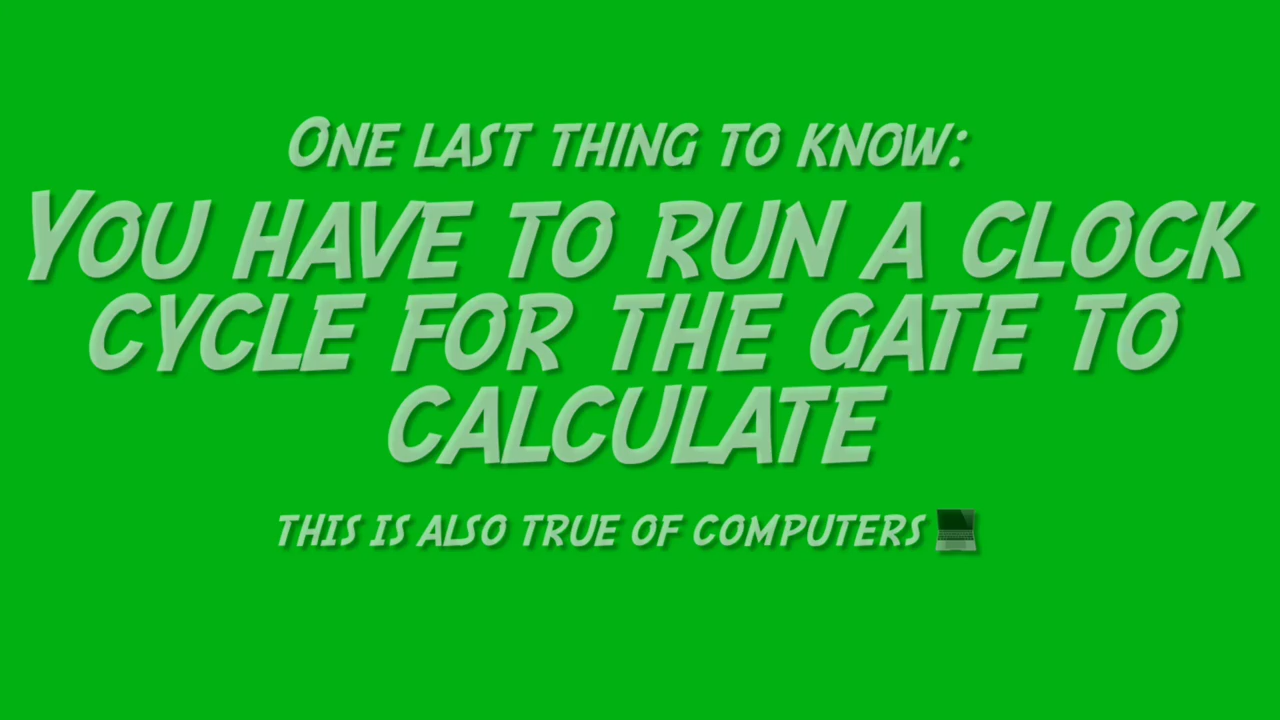 One last thing to know:
You have to run a clock
cycle for the gate to
calculate
this is also true of computers 💻